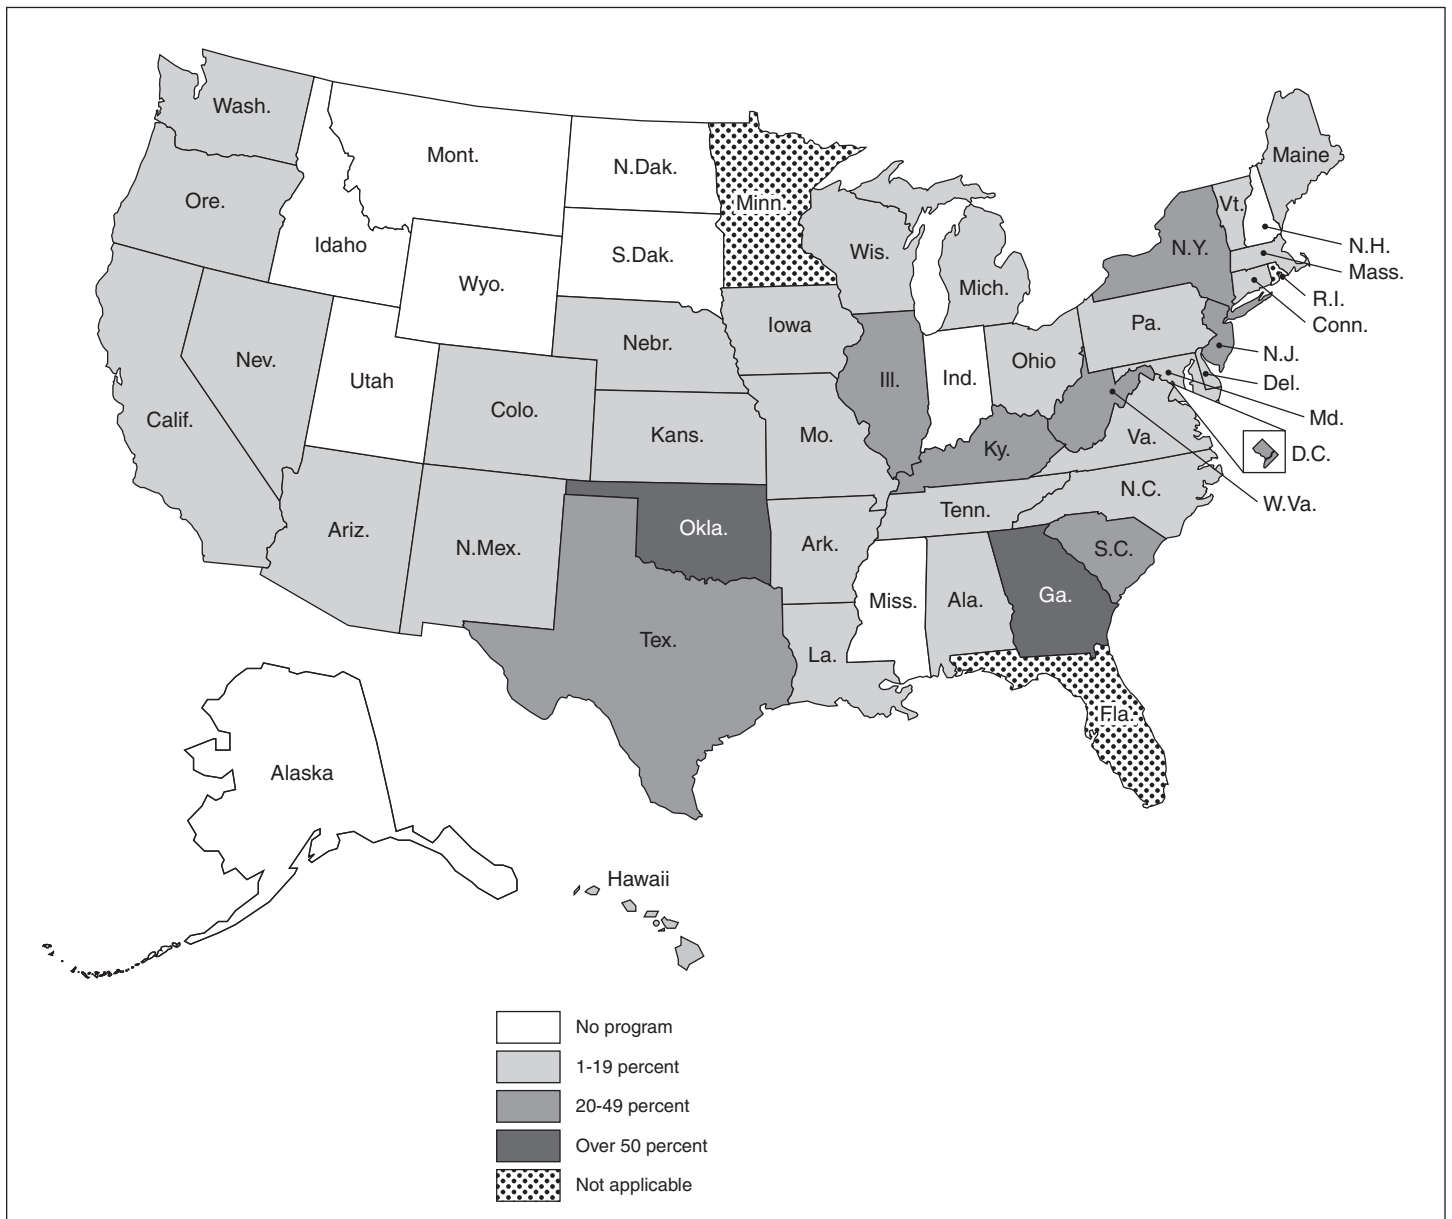 Wash.
Mont.
N.Dak.
Minn.
Maine
Ore.
Vt.
Idaho
S.Dak.
Wis.
N.Y.
N.H.
Mass.
Wyo.
Mich.
R.I.
Iowa
Pa.
Conn.
Nebr.
Nev.
Ohio
N.J.
Utah
Ill.
Ind.
Del.
Colo.
Calif.
Md.
Kans.
Mo.
Va.
Ky.
D.C.
N.C.
W.Va.
Tenn.
Okla.
Ariz.
N.Mex.
Ark.
S.C.
Miss.
Ala.
Ga.
Tex.
La.
Fla.
Alaska
Hawaii
No program
1-19 percent
20-49 percent
Over 50 percent
Not applicable